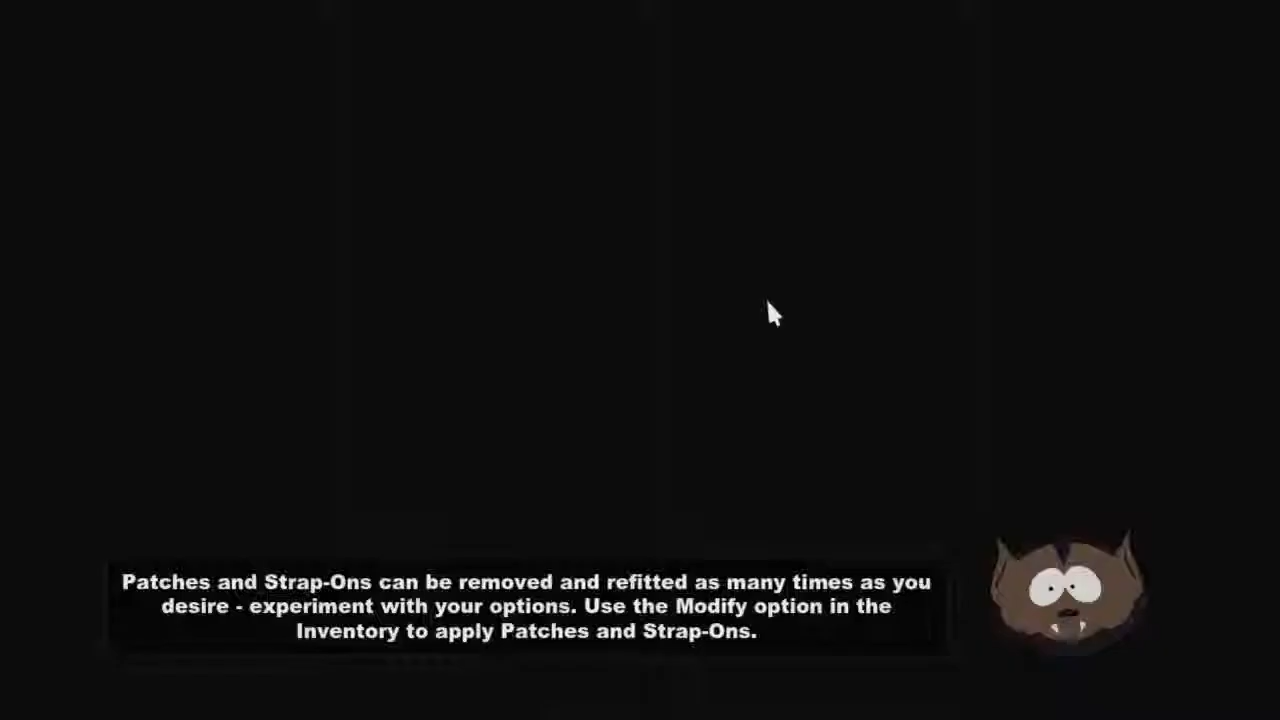 Patches and Strap-Ons can be removed and refitted as many times as you
desire - experiment with your options. Use the Modify option in the
Inventory to apply Patches and Strap-Ons.